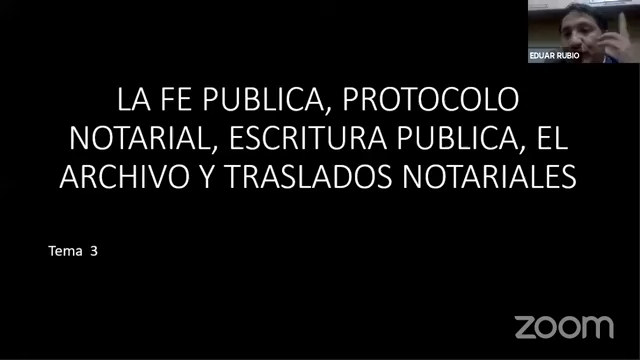 EDUAR RUBIO
LA FE PUBLICA, PROTOCOLO
NOTARIAL, ESCRITURA PUBLICA, EL
ARCHIVO Y TRASLADOS NOTARIALES
Tema 3
zoom